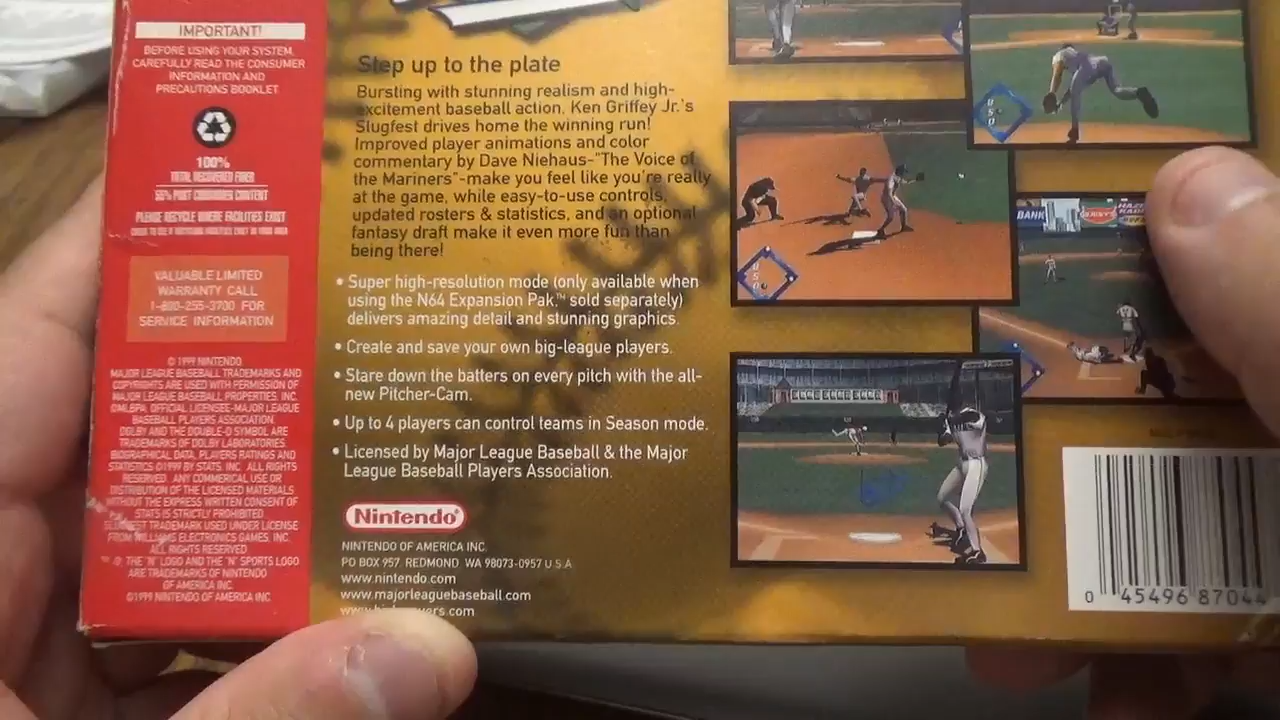 IMPORTANT!
BEFORE USING YOUR SYSTEM,
CAREFULLY READ THE CONSUMER
INFORMATION AND
PRECAUTIONS BOOKLET.
100%
TOTAL RECOVERED FIBER
55% POST CONSUMER CONTENT
PLEASE RECYCLE WHERE FACILITIES EXIST
VALUABLE LIMITED
WARRANTY CALL
1-800-255-3700 FOR
SERVICE INFORMATION
© 1999 NINTENDO
MAJOR LEAGUE BASEBALL TRADEMARKS AND
COPYRIGHTS ARE USED WITH PERMISSION OF
MAJOR LEAGUE BASEBALL PROPERTIES, INC.
©MLBPA, OFFICIAL LICENSEE-MAJOR LEAGUE
BASEBALL PLAYERS ASSOCIATION.
DOLBY AND THE DOUBLE-D SYMBOL ARE
TRADEMARKS OF DOLBY LABORATORIES.
BIOGRAPHICAL DATA, PLAYERS RATINGS AND
STATISTICS ©1999 BY STATS, INC. ALL RIGHTS
RESERVED. ANY COMMERICAL USE OR
DISTRIBUTION OF THE LICENSED MATERIALS
WITHOUT THE EXPRESS WRITTEN CONSENT OF
STATS IS STRICTLY PROHIBITED.
SLUGFEST TRADEMARK USED UNDER LICENSE
FROM WILLIAMS ELECTRONICS GAMES, INC.
ALL RIGHTS RESERVED
™, ®, THE "N" LOGO AND THE "N" SPORTS LOGO
ARE TRADEMARKS OF NINTENDO
OF AMERICA INC.
©1999 NINTENDO OF AMERICA INC.
Step up to the plate
Bursting with stunning realism and high-
excitement baseball action, Ken Griffey Jr.'s
Slugfest drives home the winning run!
Improved player animations and color
commentary by Dave Niehaus-"The Voice of
the Mariners"-make you feel like you're really
at the game, while easy-to-use controls,
updated rosters & statistics, and an optional
fantasy draft make it even more fun than
being there!
• Super high-resolution mode (only available when
using the N64 Expansion Pak,™ sold separately)
delivers amazing detail and stunning graphics.
• Create and save your own big-league players.
• Stare down the batters on every pitch with the all-
new Pitcher-Cam.
• Up to 4 players can control teams in Season mode.
• Licensed by Major League Baseball & the Major
League Baseball Players Association.
Nintendo®
NINTENDO OF AMERICA INC.
PO BOX 957, REDMOND WA 98073-0957 U.S.A.
www.nintendo.com
www.majorleaguebaseball.com
BANK
0 45496 87044